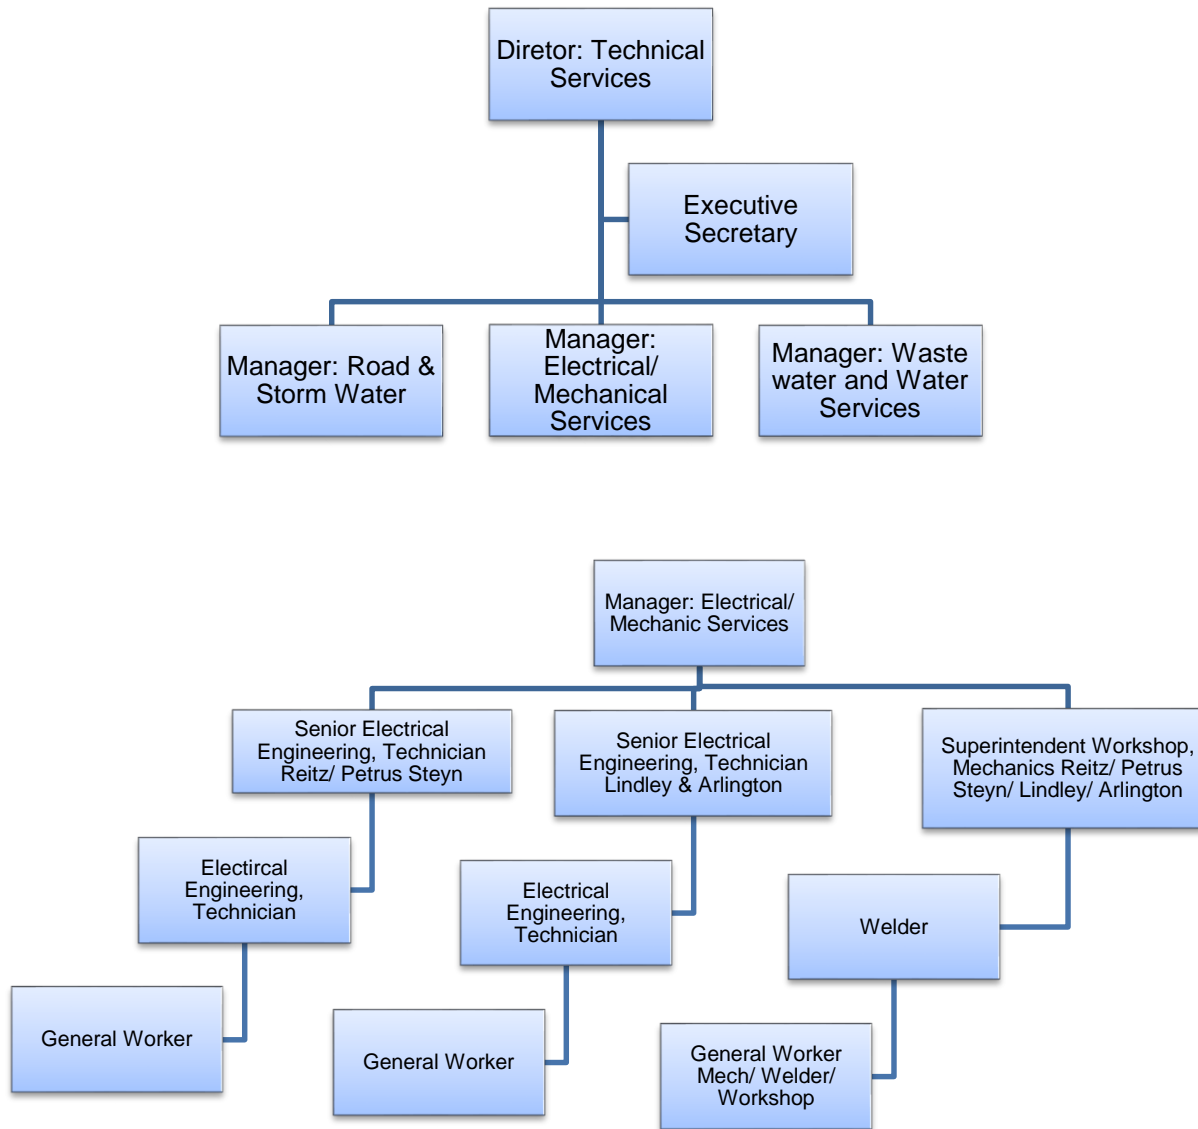 Diretor: Technical
Services
Executive
Secretary
Manager: Road &
Storm Water
Manager:
Electrical/
Mechanical
Services
Manager: Waste
water and Water
Services
Manager: Electrical/
Mechanic Services
Senior Electrical
Engineering, Technician
Reitz/ Petrus Steyn
Senior Electrical
Engineering, Technician
Lindley & Arlington
Superintendent Workshop,
Mechanics Reitz/ Petrus
Steyn/ Lindley/ Arlington
Electircal
Engineering,
Technician
Electrical
Engineering,
Technician
Welder
General Worker
General Worker
General Worker
Mech/ Welder/
Workshop